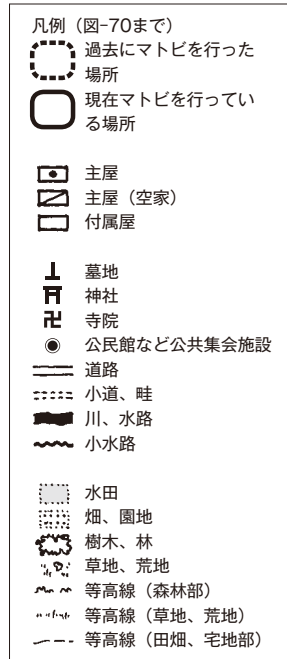 凡例（図-70まで）
過去にマトビを行った
場所
現在マトビを行ってい
る場所
主屋
主屋（空家）
付属屋
墓地
神社
寺院
公民館など公共集会施設
道路
小道、畦
川、水路
小水路
水田
畑、園地
樹木、林
草地、荒地
等高線（森林部）
等高線（草地、荒地）
等高線（田畑、宅地部）